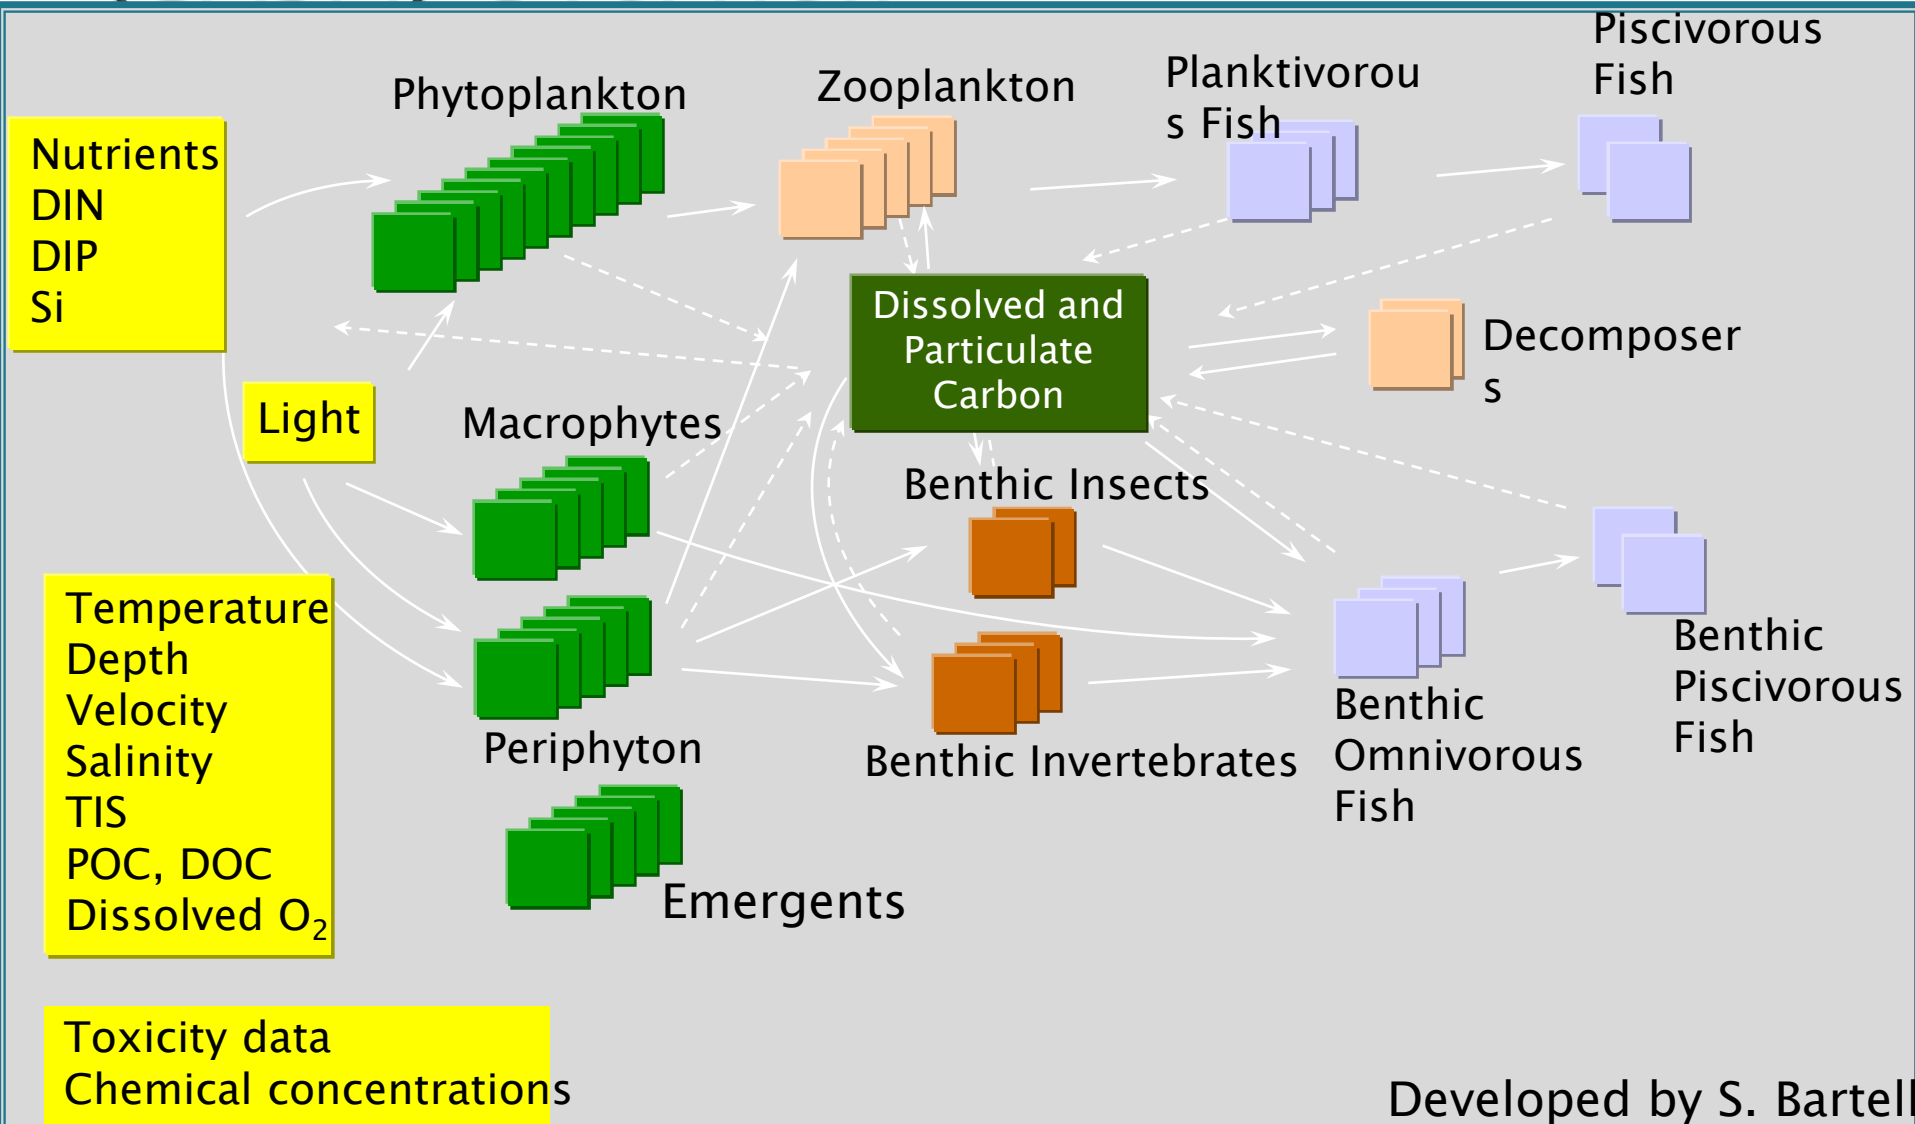 Piscivorous
Fish
Planktivorou
s Fish
Zooplankton
Phytoplankton
Nutrients
DIN
DIP
Si
Dissolved and
Particulate
Carbon
Decomposer
s
Light
Macrophytes
Benthic Insects
Temperature
Depth
Velocity
Salinity
TIS
POC, DOC
Dissolved O₂
Periphyton
Benthic Invertebrates
Benthic
Omnivorous
Fish
Benthic
Piscivorous
Fish
Emergents
Toxicity data
Chemical concentrations
Developed by S. Bartell